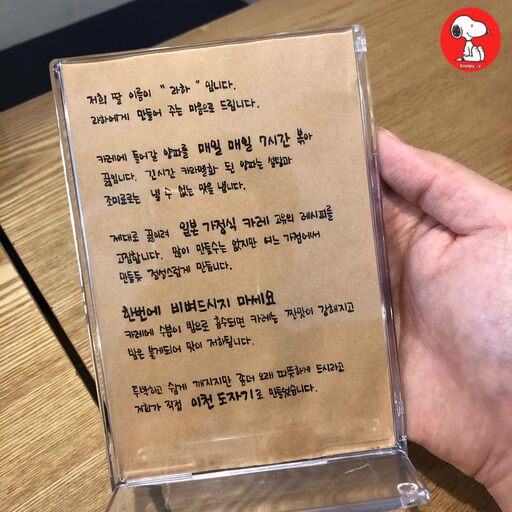 저희 딸 이름이 "라화" 입니다.
라화에게 만들어 주는 마음으로 드립니다.
카레에 들어갈 양파를 매일 매일 7시간 볶아
끓입니다. 긴시간 카라멜화 된 양파는 설탕과
조미료로는 낼 수 없는 맛을 냅니다.
제대로 끓이려 일본 가정식 카레 고유의 레시피를
고집합니다. 많이 만들수는 없지만 어느 가정에서
만들듯 정성스럽게 만듭니다.
한번에 비벼드시지 마세요
카레에 수분이 밥으로 흡수되면 카레는 짠맛이 강해지고
밥은 불게되어 맛이 저하됩니다.
투박하고 쉽게 깨지지만 좀더 오래 따뜻하게 드시라고
저희가 직접 이천 도자기로 만들었습니다.
Snoopy_y